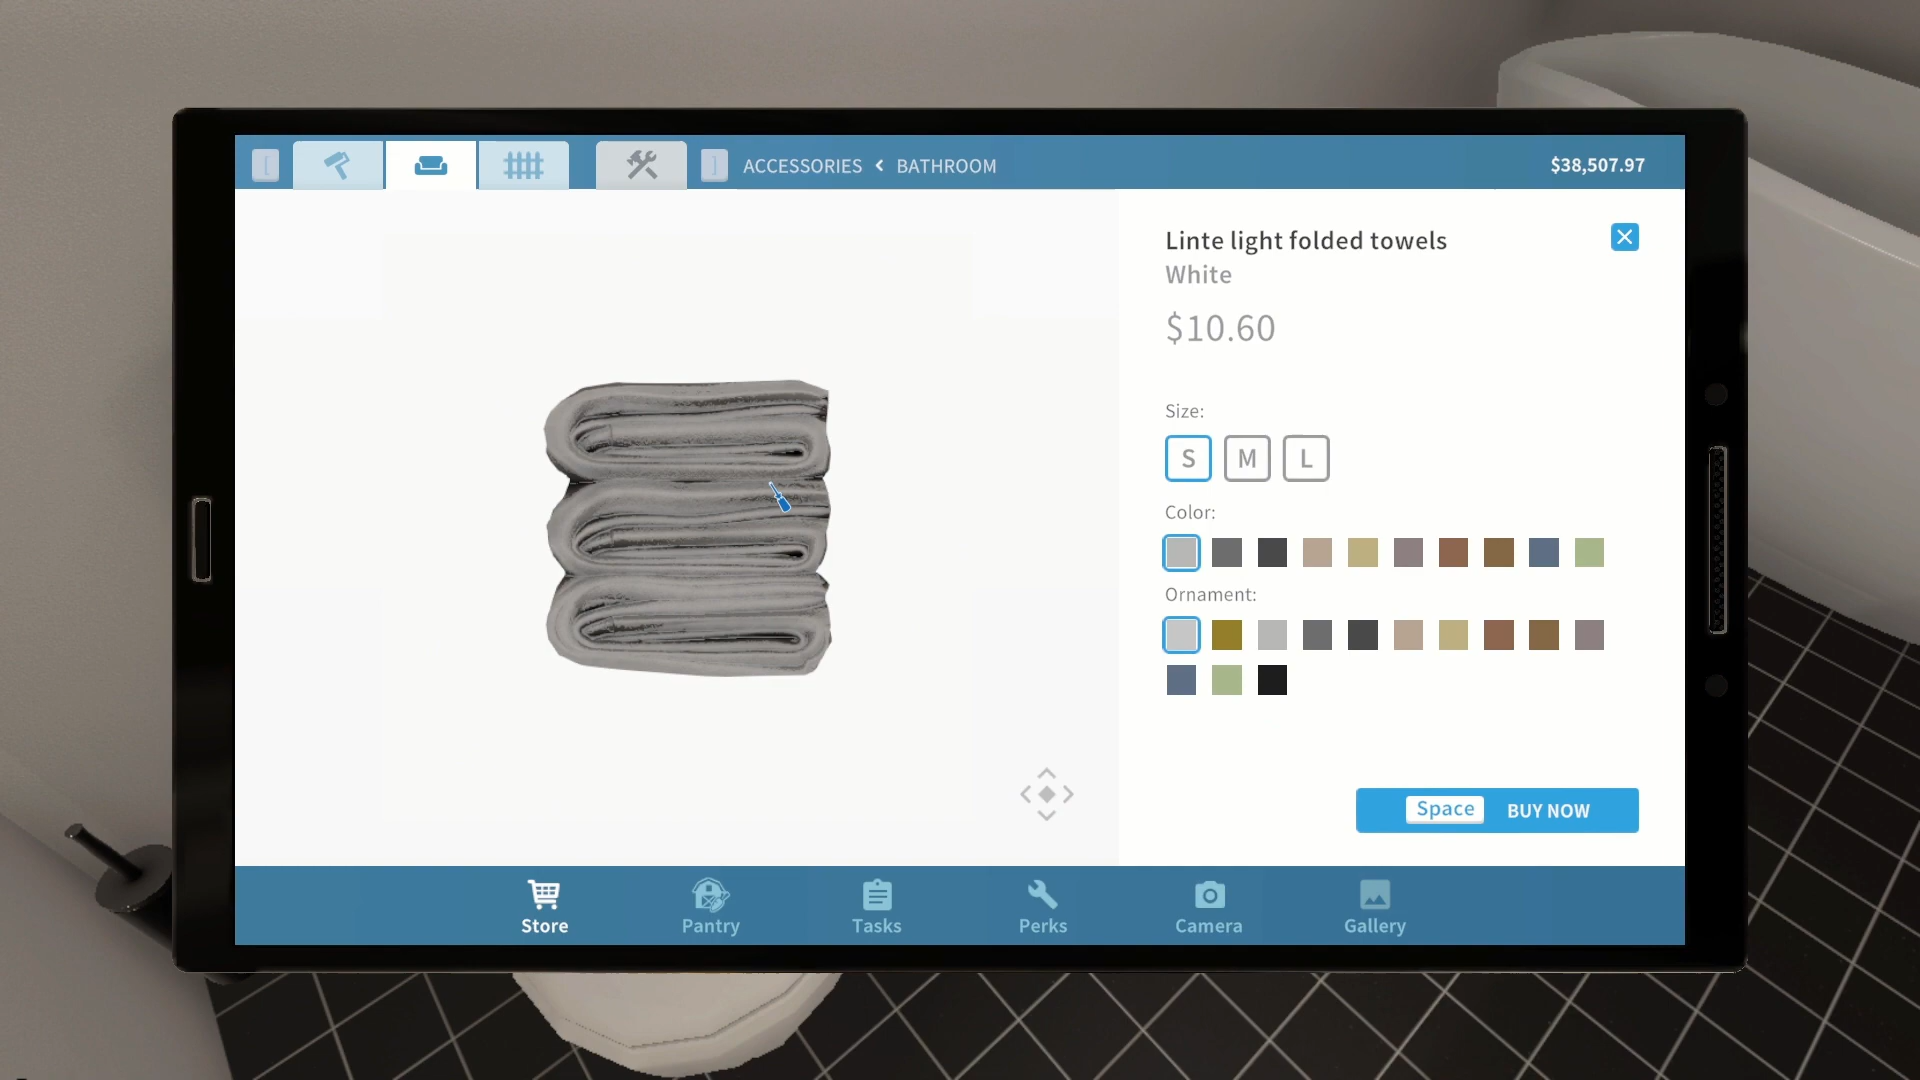 [
]
ACCESSORIES < BATHROOM
$38,507.97
Linte light folded towels
White
$10.60
Size:
S M L
Color:
Ornament:
Space BUY NOW
Store Pantry Tasks Perks Camera Gallery